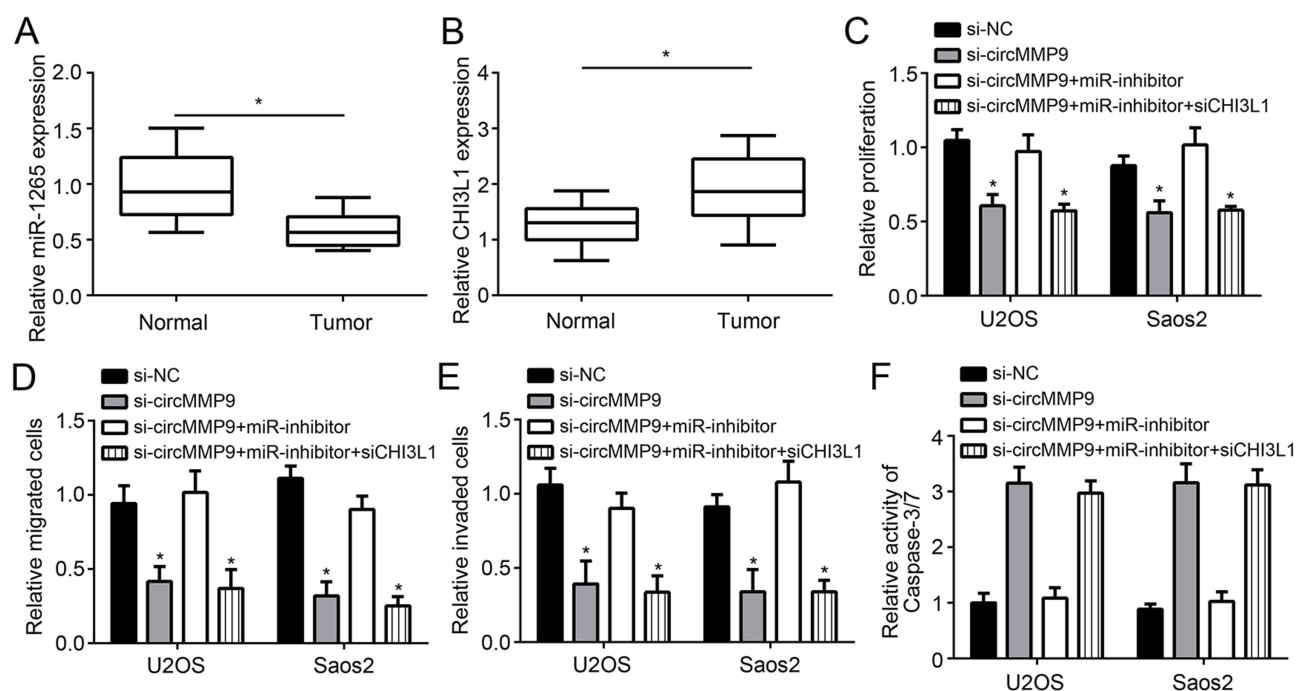 A
Relative miR-1265 expression
2.0
1.5
1.0
0.5
0.0
*
Normal Tumor
B
Relative CHI3L1 expression
4
3
2
1
0
*
Normal Tumor
C
si-NC
si-circMMP9
si-circMMP9+miR-inhibitor
si-circMMP9+miR-inhibitor+siCHI3L1
Relative proliferation
1.5
1.0
0.5
0.0
* * * *
U2OS Saos2
D
si-NC
si-circMMP9
si-circMMP9+miR-inhibitor
si-circMMP9+miR-inhibitor+siCHI3L1
Relative migrated cells
1.5
1.0
0.5
0.0
* * * *
U2OS Saos2
E
si-NC
si-circMMP9
si-circMMP9+miR-inhibitor
si-circMMP9+miR-inhibitor+siCHI3L1
Relative invaded cells
1.5
1.0
0.5
0.0
* * * *
U2OS Saos2
F
si-NC
si-circMMP9
si-circMMP9+miR-inhibitor
si-circMMP9+miR-inhibitor+siCHI3L1
Relative activity of
Caspase-3/7
4
3
2
1
0
U2OS Saos2